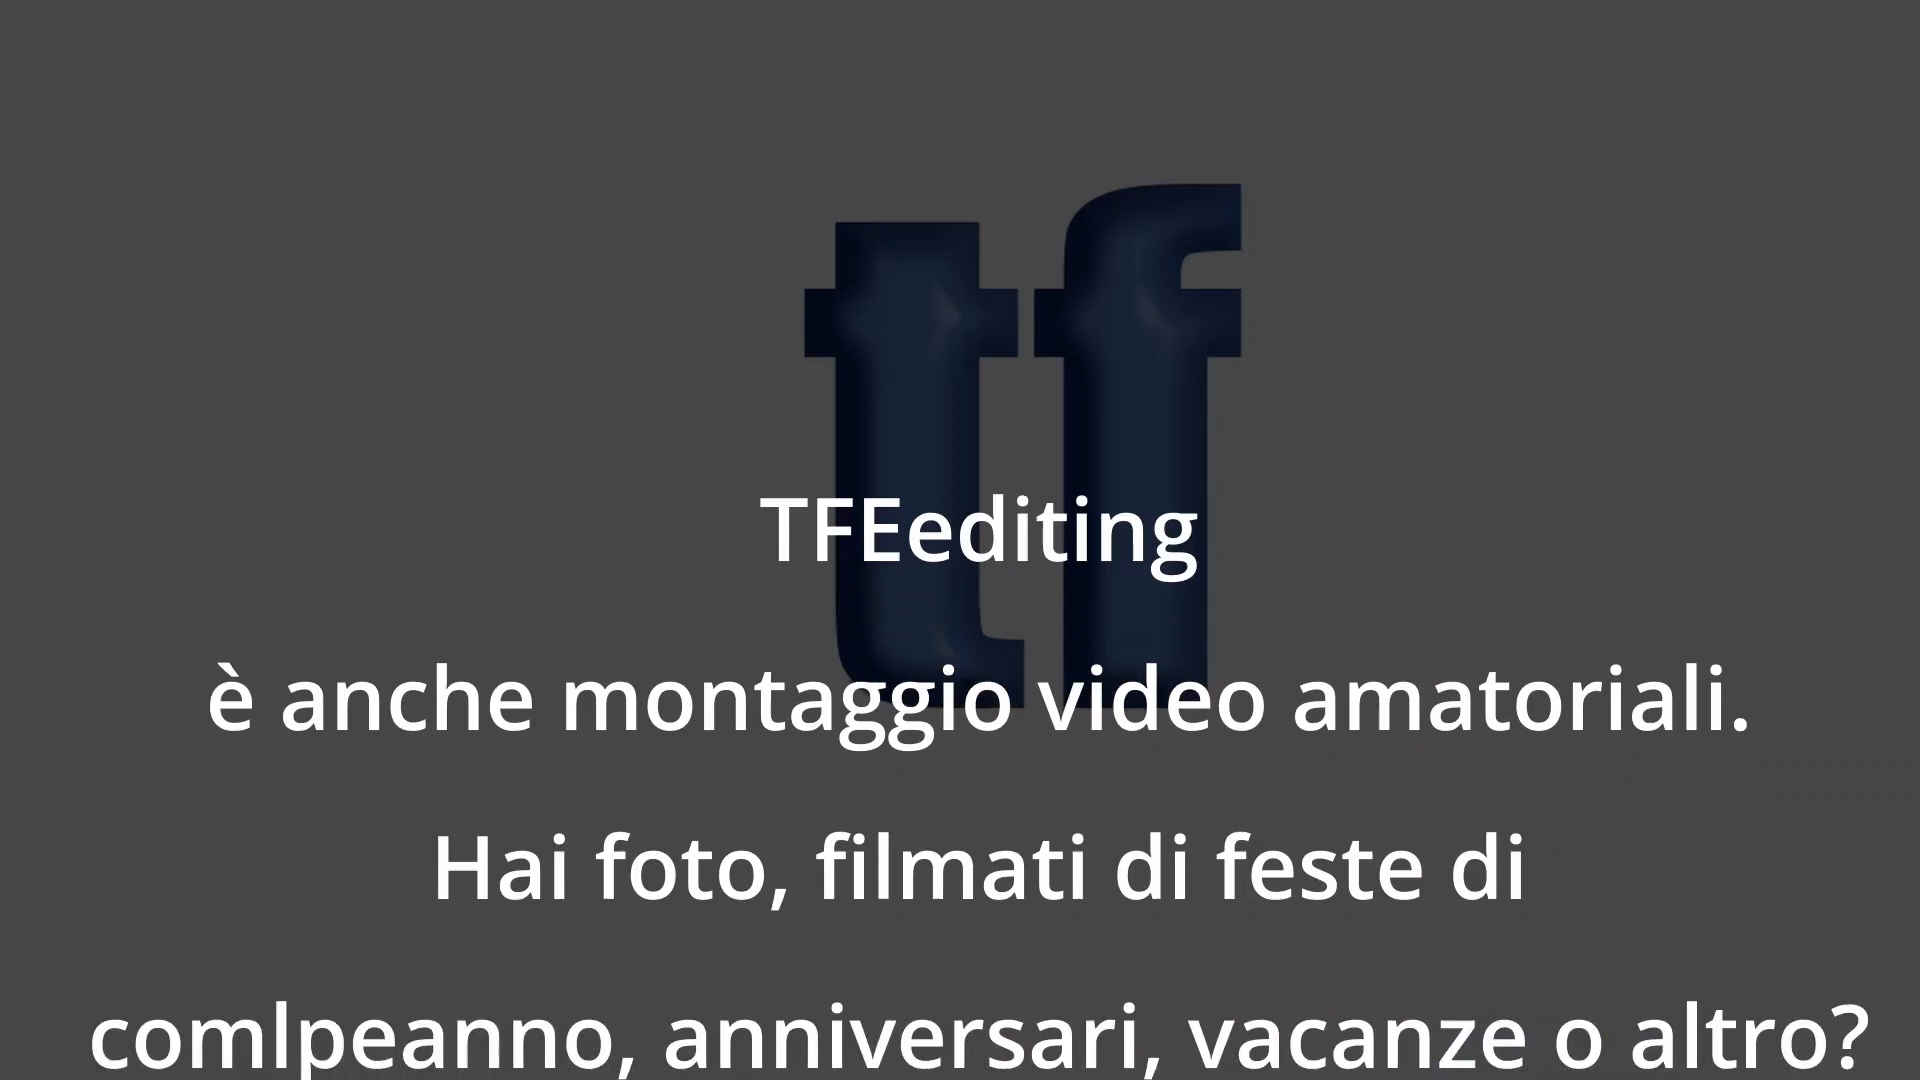 tf
TFEediting
è anche montaggio video amatoriali.
Hai foto, filmati di feste di
comlpeanno, anniversari, vacanze o altro?